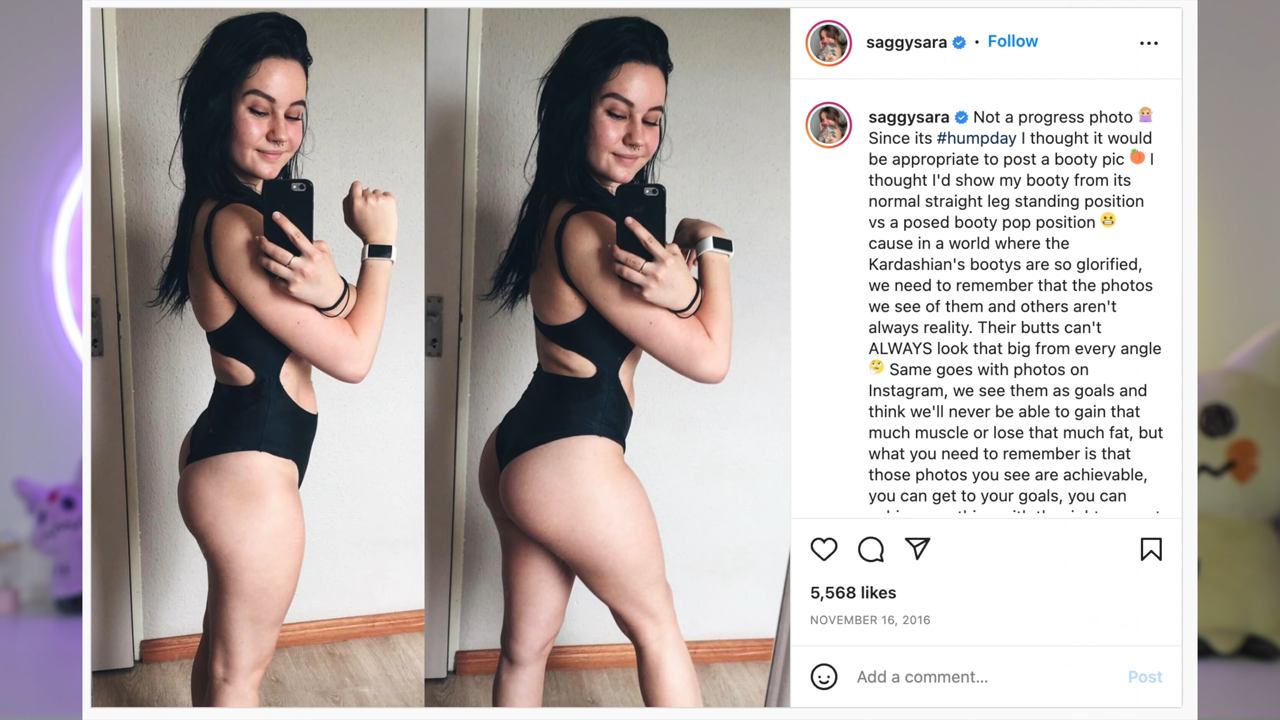 saggysara • Follow
saggysara Not a progress photo 🤷🏼‍♀️
Since its #humpday I thought it would
be appropriate to post a booty pic 🍑 I
thought I'd show my booty from its
normal straight leg standing position
vs a posed booty pop position 😬
cause in a world where the
Kardashian's bootys are so glorified,
we need to remember that the photos
we see of them and others aren't
always reality. Their butts can't
ALWAYS look that big from every angle
🤔 Same goes with photos on
Instagram, we see them as goals and
think we'll never be able to gain that
much muscle or lose that much fat, but
what you need to remember is that
those photos you see are achievable,
you can get to your goals, you can
5,568 likes
NOVEMBER 16, 2016
Add a comment...
Post